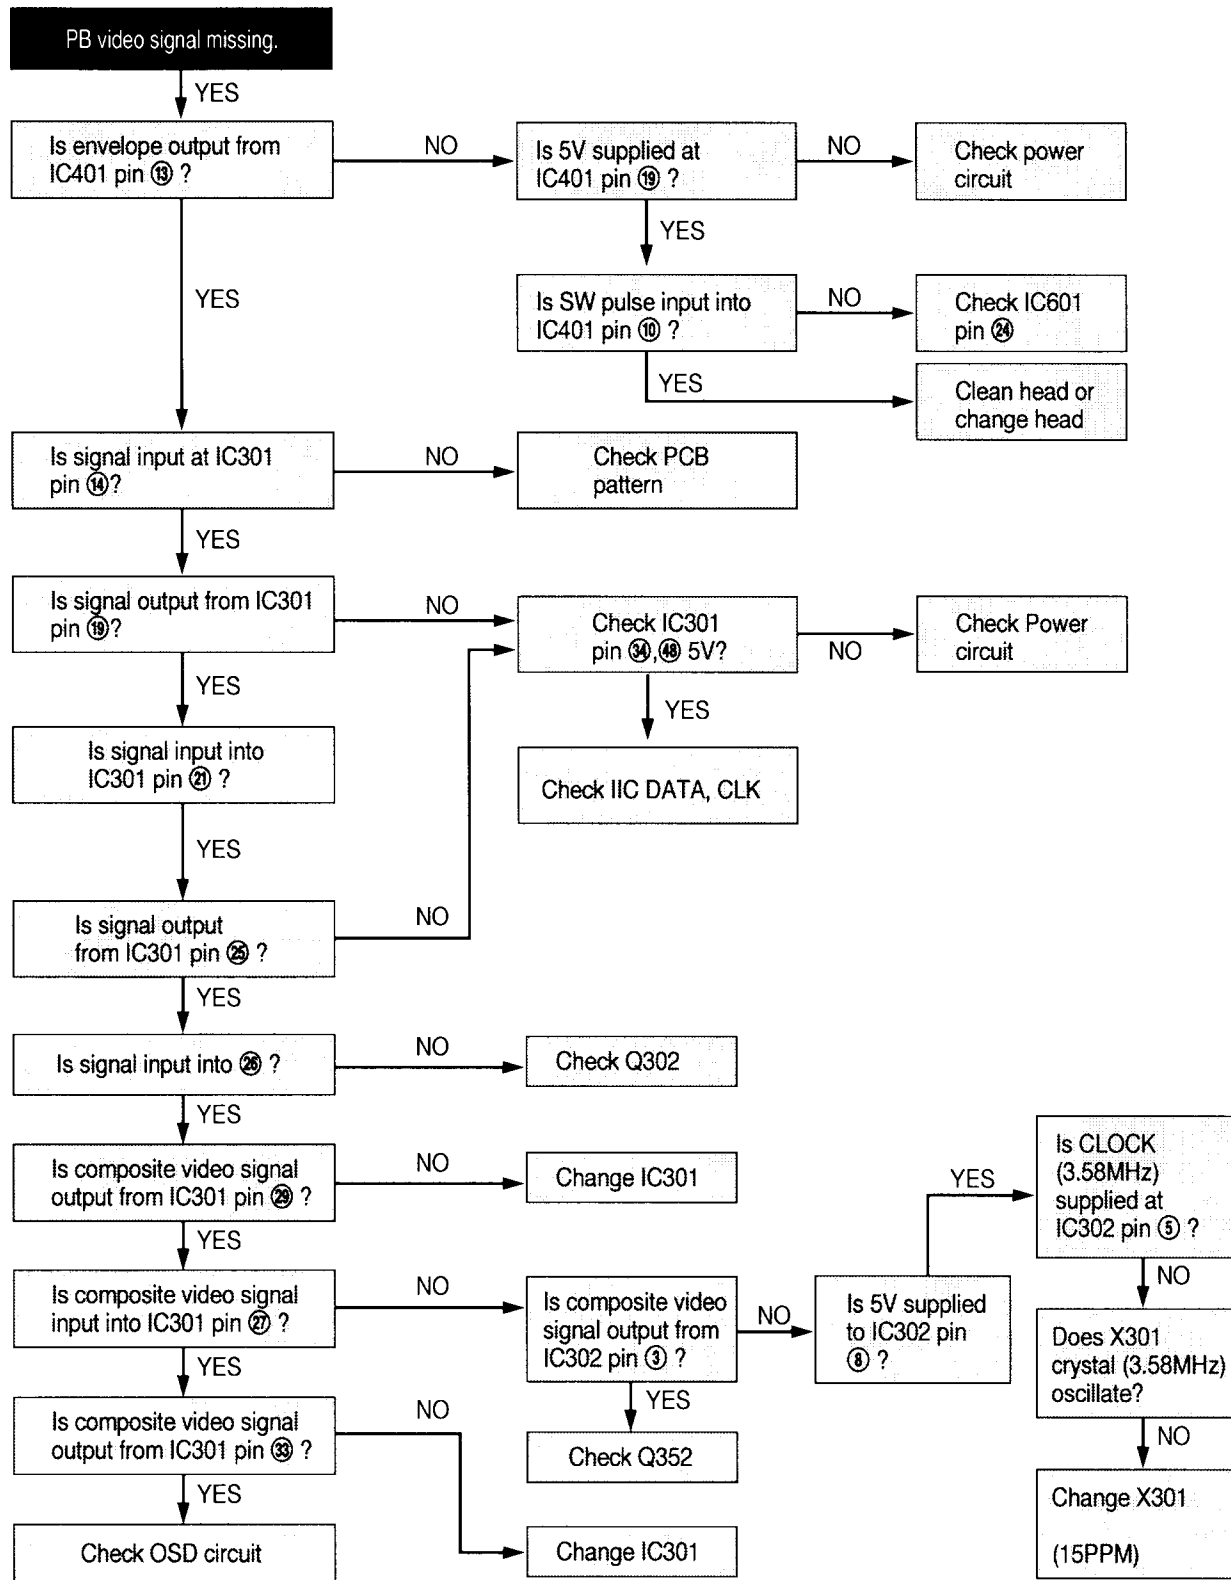 PB video signal missing.
YES
Is envelope output from
IC401 pin ⑬ ?
NO
Is 5V supplied at
IC401 pin ⑲ ?
NO
Check power
circuit
YES
YES
Is SW pulse input into
IC401 pin ⑩ ?
NO
Check IC601
pin ㉔
YES
Clean head or
change head
Is signal input at IC301
pin ⑭?
NO
Check PCB
pattern
YES
Is signal output from IC301
pin ⑲?
NO
Check IC301
pin ㉞,㊽ 5V?
NO
Check Power
circuit
YES
YES
Is signal input into
IC301 pin ㉑ ?
Check IIC DATA, CLK
YES
Is signal output
from IC301 pin ㉕ ?
NO
YES
Is signal input into ㉖ ?
NO
Check Q302
YES
Is composite video signal
output from IC301 pin ㉙ ?
NO
Change IC301
YES
Is CLOCK
(3.58MHz)
supplied at
IC302 pin ⑤ ?
YES
Is composite video signal
input into IC301 pin ㉗ ?
NO
Is composite video
signal output from
IC302 pin ③ ?
NO
Is 5V supplied
to IC302 pin
⑧ ?
NO
Does X301
crystal (3.58MHz)
oscillate?
YES
YES
Is composite video signal
output from IC301 pin ㉝ ?
NO
Check Q352
NO
YES
Check OSD circuit
Change IC301
Change X301
(15PPM)